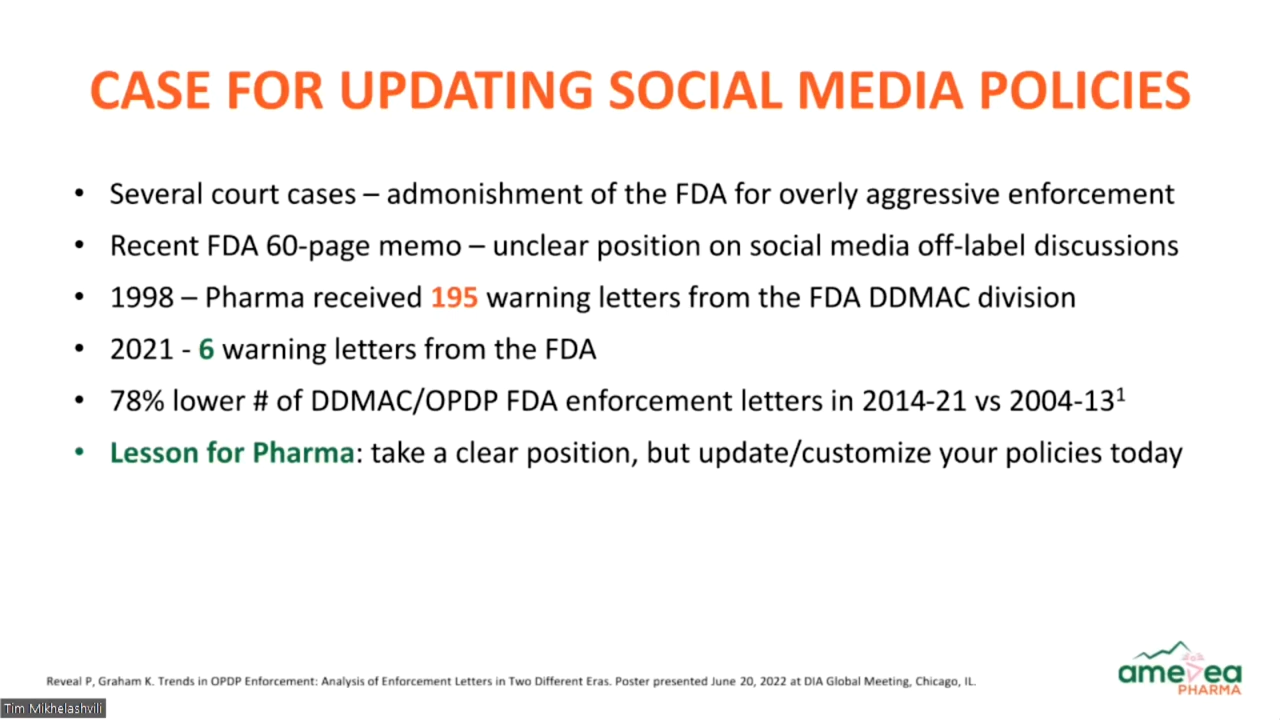 CASE FOR UPDATING SOCIAL MEDIA POLICIES
• Several court cases – admonishment of the FDA for overly aggressive enforcement
• Recent FDA 60-page memo – unclear position on social media off-label discussions
• 1998 – Pharma received 195 warning letters from the FDA DDMAC division
• 2021 - 6 warning letters from the FDA
• 78% lower # of DDMAC/OPDP FDA enforcement letters in 2014-21 vs 2004-13¹
• Lesson for Pharma: take a clear position, but update/customize your policies today
Reveal P, Graham K. Trends in OPDP Enforcement: Analysis of Enforcement Letters in Two Different Eras. Poster presented June 20, 2022 at DIA Global Meeting, Chicago, IL.
amevea
PHARMA
Tim Mikhelashvili